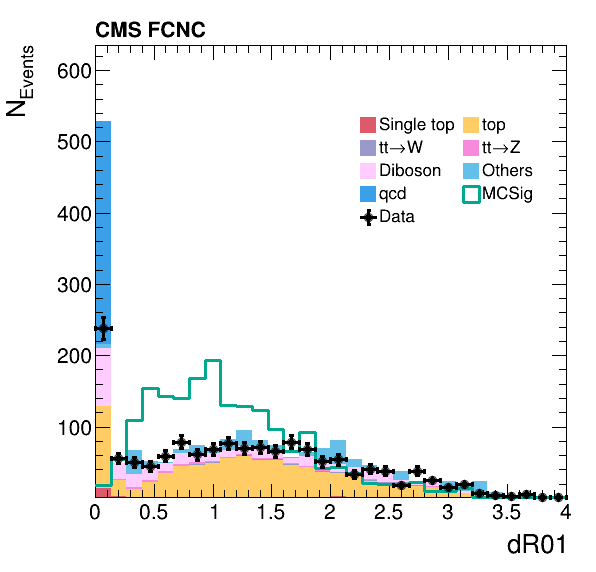 CMS FCNC
N_Events
600
500
400
300
200
100
Single top
top
tt→W
tt→Z
Diboson
Others
qcd
MCSig
Data
0 0.5 1 1.5 2 2.5 3 3.5 4
dR01